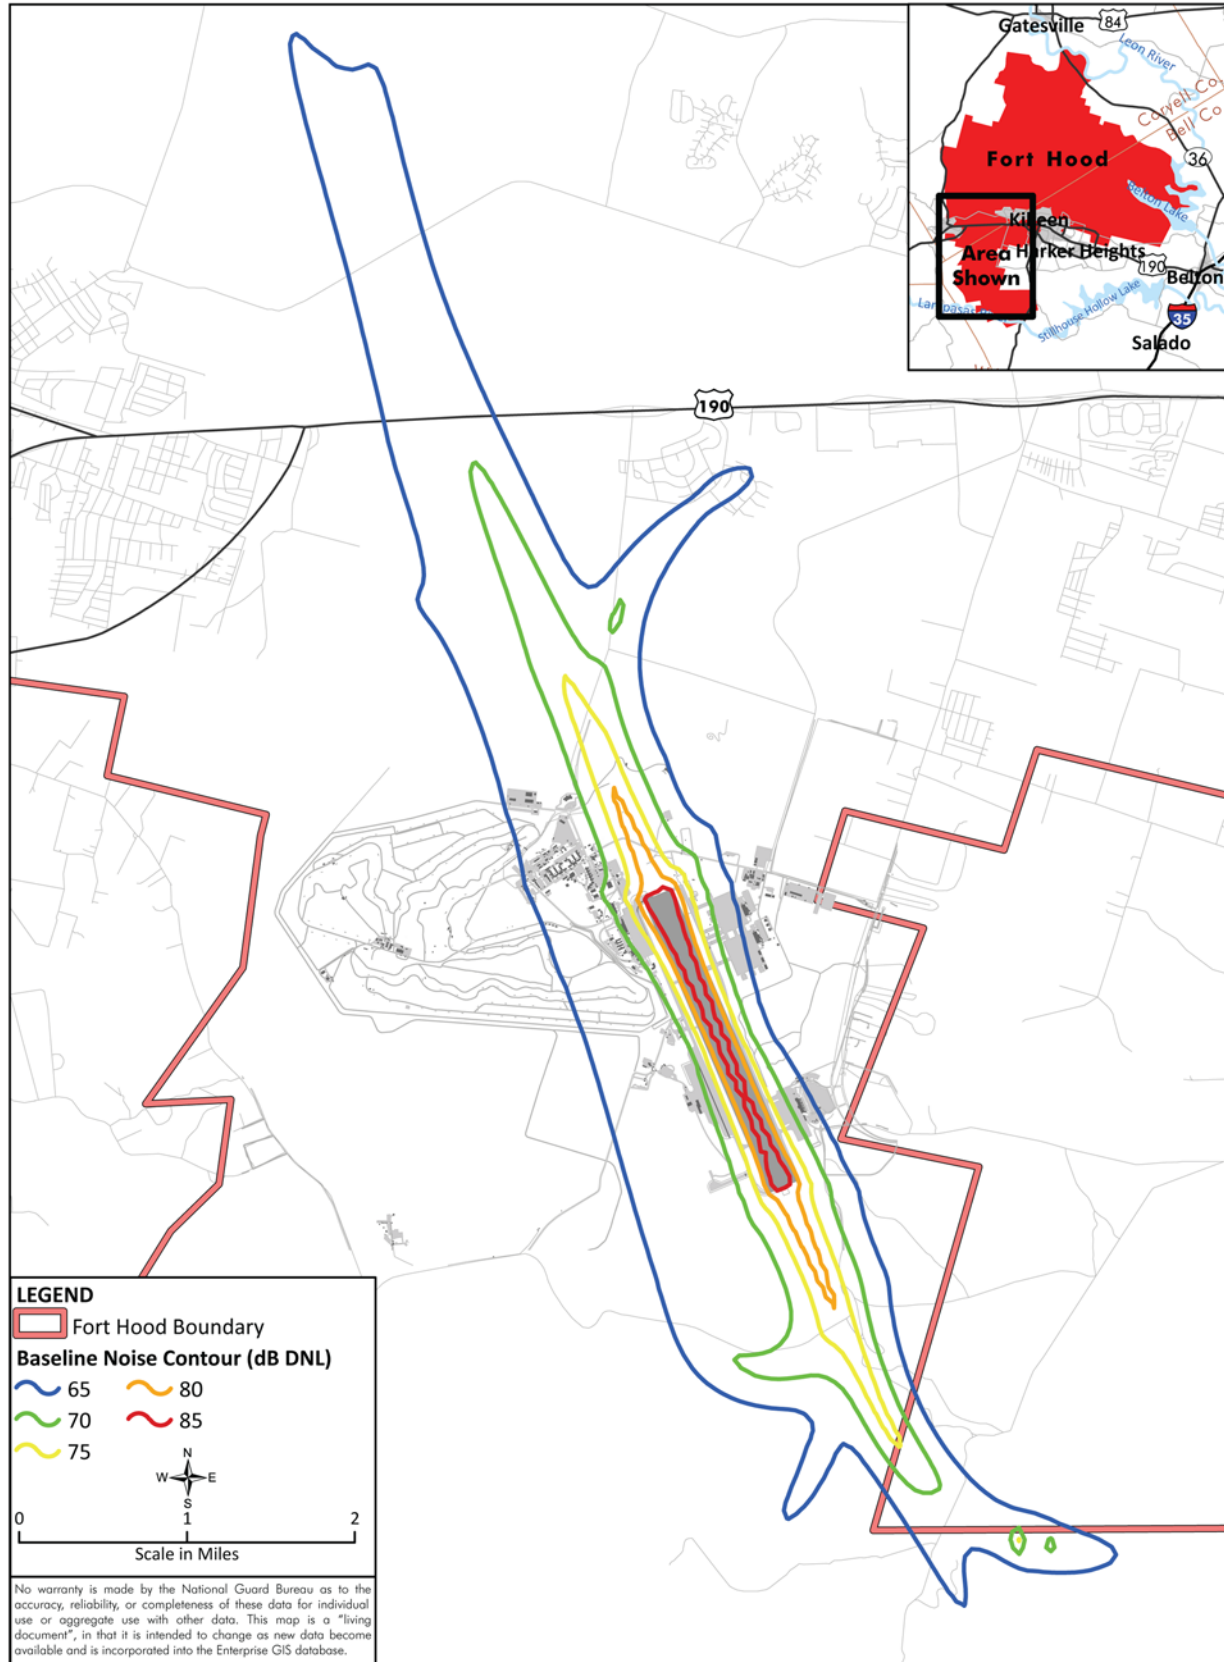 Gatesville
84
Leon River
Coryell Co.
Bell Co
Fort Hood
36
Belton Lake
Killeen
Area
Shown
Harker Heights
190
Belton
Stillhouse Hollow Lake
35
Salado
190
LEGEND
Fort Hood Boundary
Baseline Noise Contour (dB DNL)
65
80
70
85
75
N
W
E
S
0
1
2
Scale in Miles
No warranty is made by the National Guard Bureau as to the
accuracy, reliability, or completeness of these data for individual
use or aggregate use with other data. This map is a "living
document", in that it is intended to change as new data become
available and is incorporated into the Enterprise GIS database.